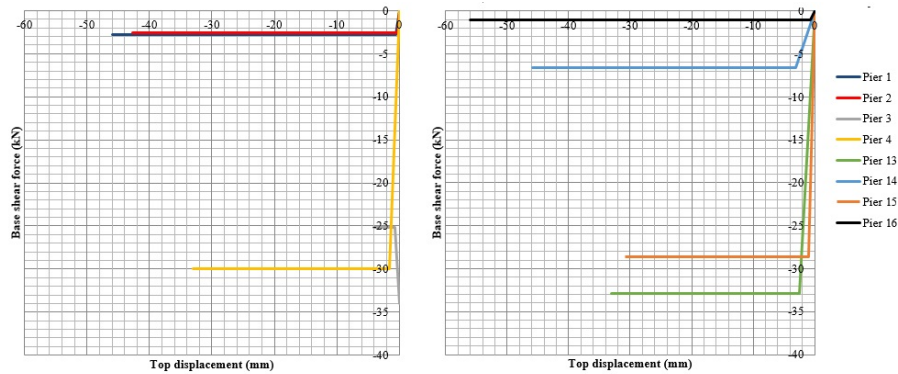 -60 -50 -40 -30 -20 -10 0
-5
-10
-15
-20
-25
-30
-35
-40
Base shear force (kN)
Top displacement (mm)
-60 -50 -40 -30 -20 -10 0
-5
-10
-15
-20
-25
-30
-35
-40
Base shear force (kN)
Top displacement (mm)
Pier 1
Pier 2
Pier 3
Pier 4
Pier 13
Pier 14
Pier 15
Pier 16